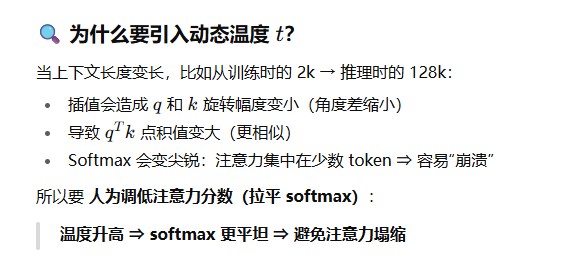 🔍 为什么要引入动态温度 t？
当上下文长度变长，比如从训练时的 2k → 推理时的 128k：
• 插值会造成 q 和 k 旋转幅度变小（角度差缩小）
• 导致 qᵀk 点积值变大（更相似）
• Softmax 会变尖锐：注意力集中在少数 token ⇒ 容易“崩溃”
所以要 人为调低注意力分数（拉平 softmax）：
温度升高 ⇒ softmax 更平坦 ⇒ 避免注意力塌缩